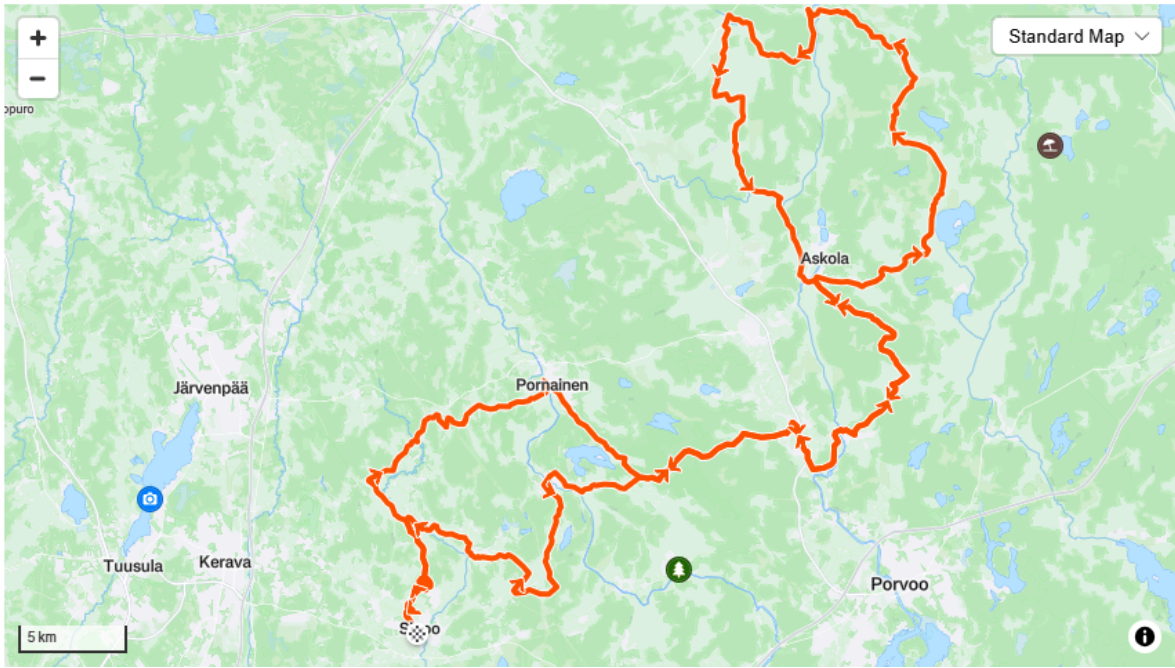 +
Standard Map
−
opuro
Askola
Järvenpää
Pornainen
Tuusula
Kerava
Porvoo
5 km